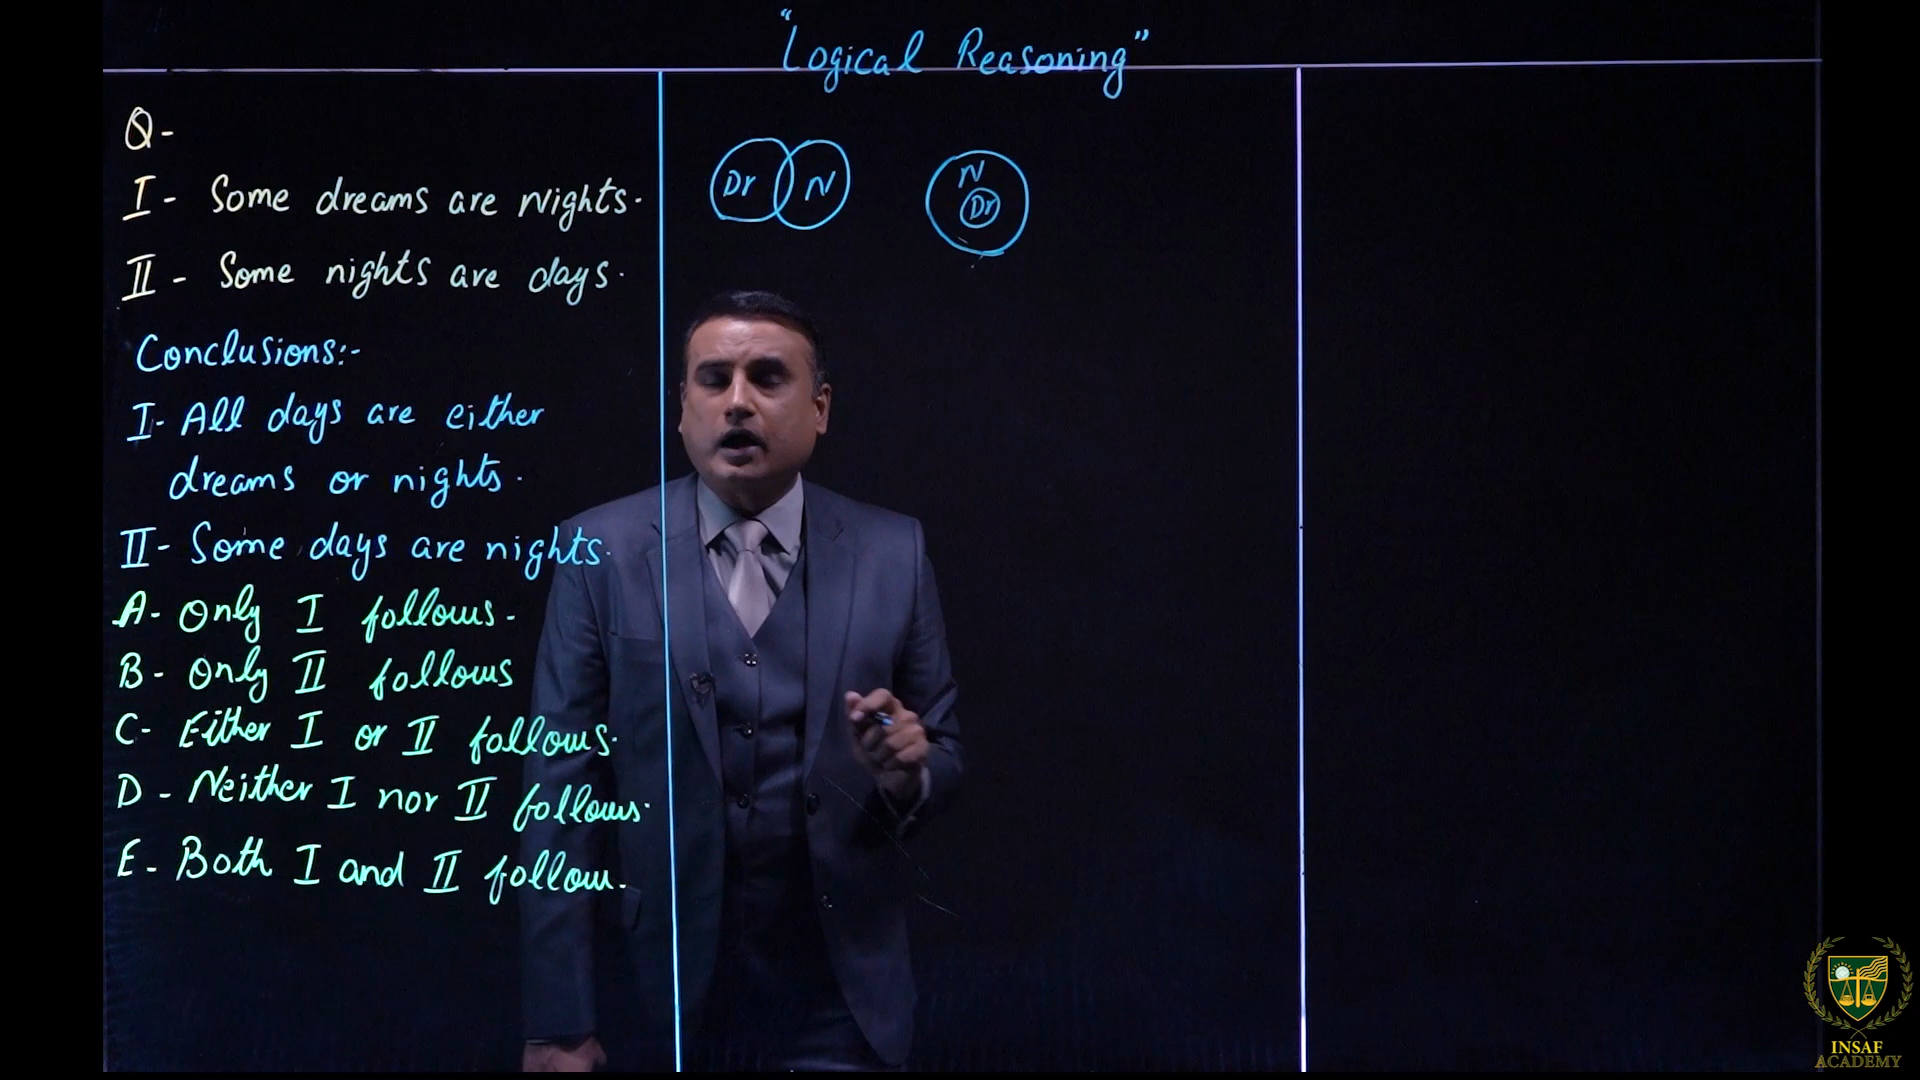 "Logical Reasoning"
Q-
I- Some dreams are Nights.
II- Some nights are days.
Conclusions:-
I- All days are either
dreams or nights.
II- Some days are nights.
A- Only I follows.
B- Only II follows
C- Either I or II follows.
D- Neither I nor II follows.
E- Both I and II follow.
Dr N
N
Dr
INSAF
ACADEMY